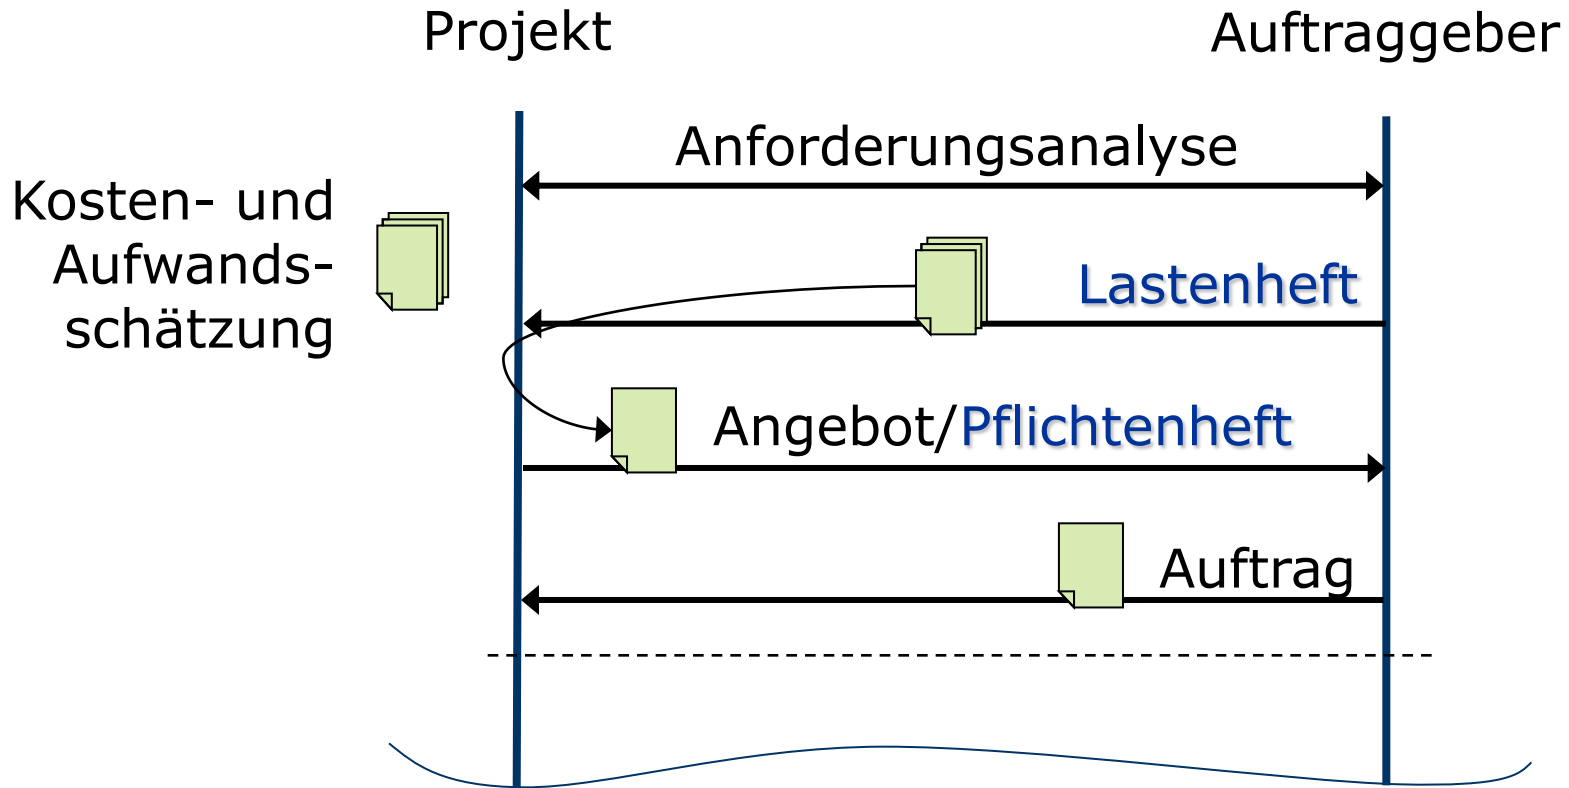 Projekt
Auftraggeber
Anforderungsanalyse
Kosten- und
Aufwands-
schätzung
Lastenheft
Angebot/Pflichtenheft
Auftrag